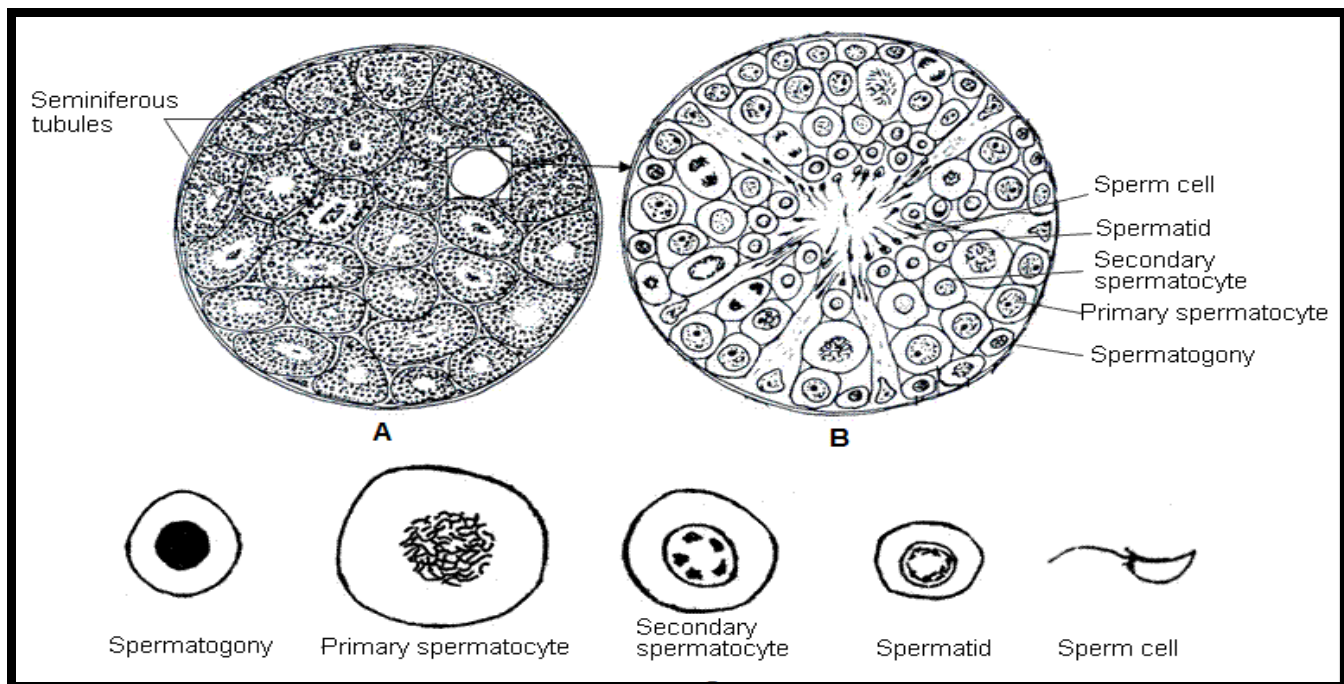 Seminiferous
tubules
Sperm cell
Spermatid
Secondary
spermatocyte
Primary spermatocyte
Spermatogony
A
B
Spermatogony
Primary spermatocyte
Secondary
spermatocyte
Spermatid
Sperm cell